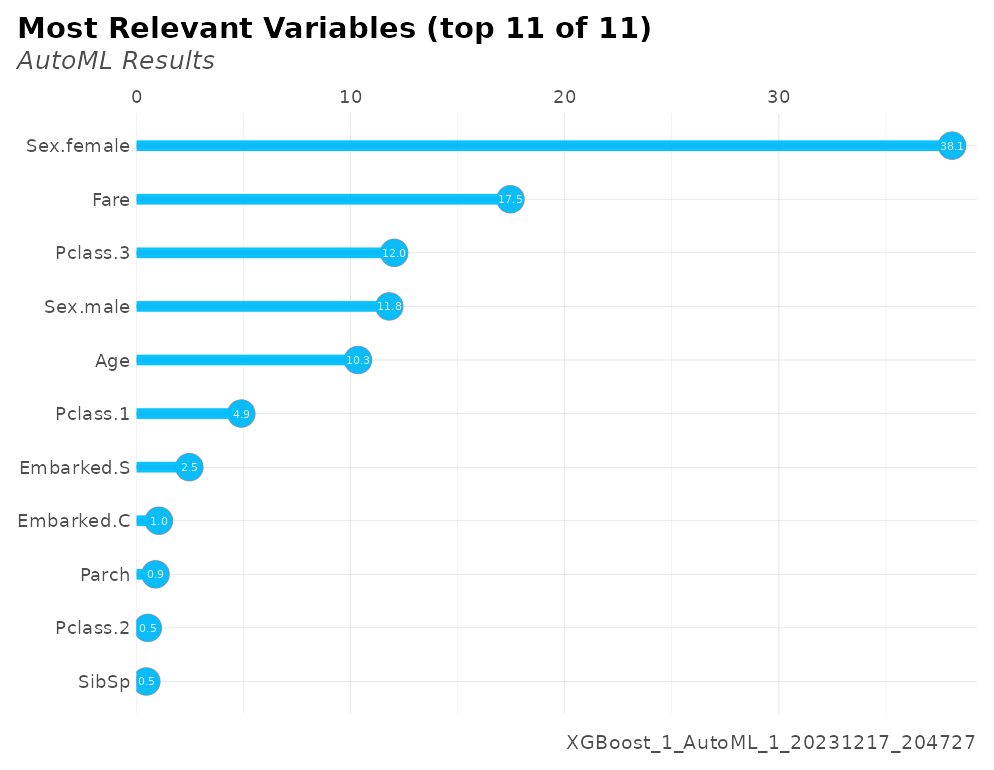 Most Relevant Variables (top 11 of 11)
AutoML Results
0 10 20 30
Sex.female 38.1
Fare 17.5
Pclass.3 12.0
Sex.male 11.8
Age 10.3
Pclass.1 4.9
Embarked.S 2.5
Embarked.C 1.0
Parch 0.9
Pclass.2 0.5
SibSp 0.5
XGBoost_1_AutoML_1_20231217_204727